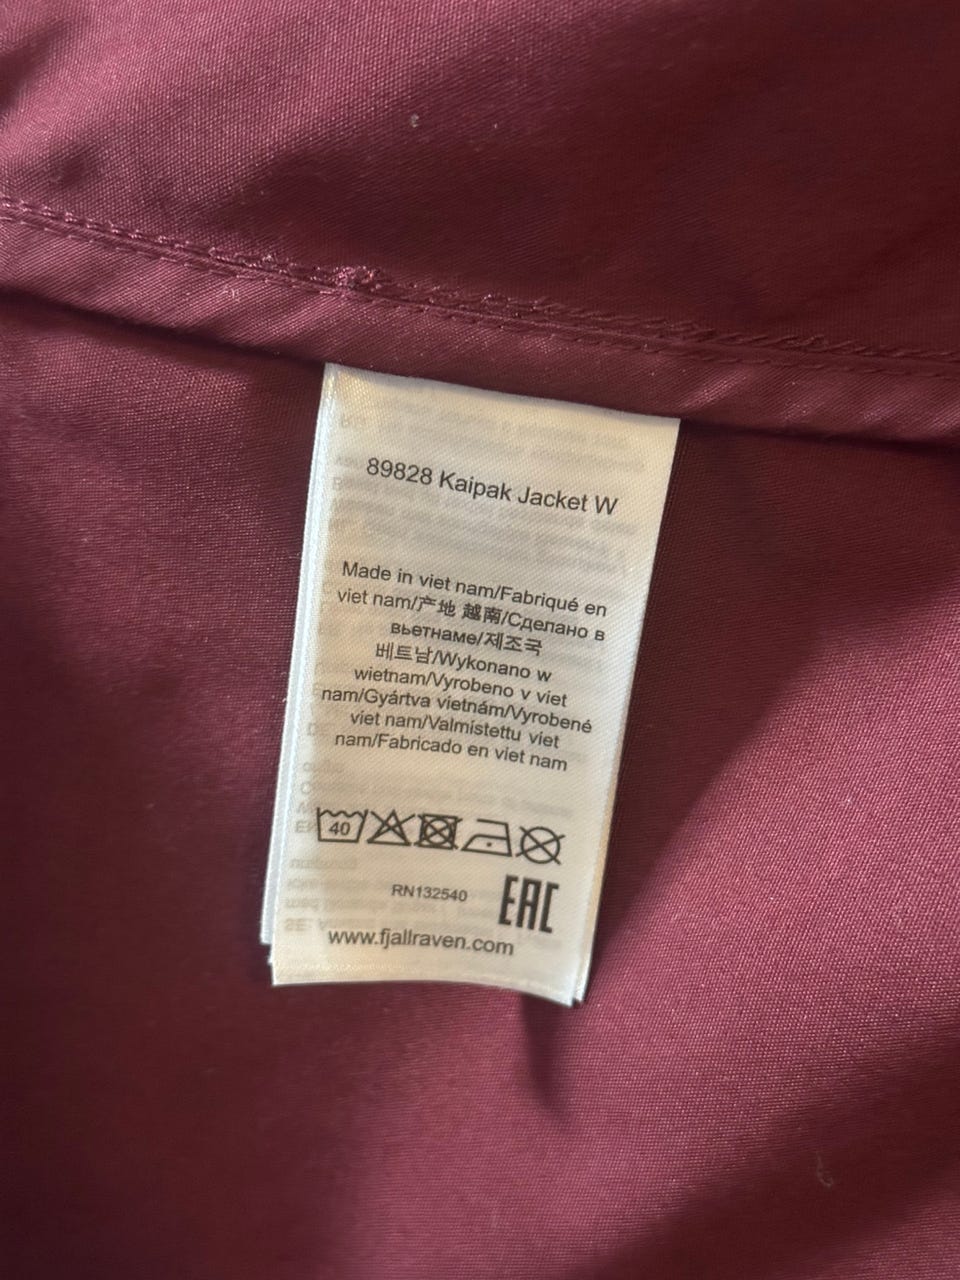 89828 Kaipak Jacket W
Made in viet nam/Fabriqué en
viet nam/产地 越南/Сделано в
вьетнаме/제조국
베트남/Wykonano w
wietnam/Vyrobeno v viet
nam/Gyártva vietnám/Vyrobené
viet nam/Valmistettu viet
nam/Fabricado en viet nam
40
RN132540
EAC
www.fjallraven.com